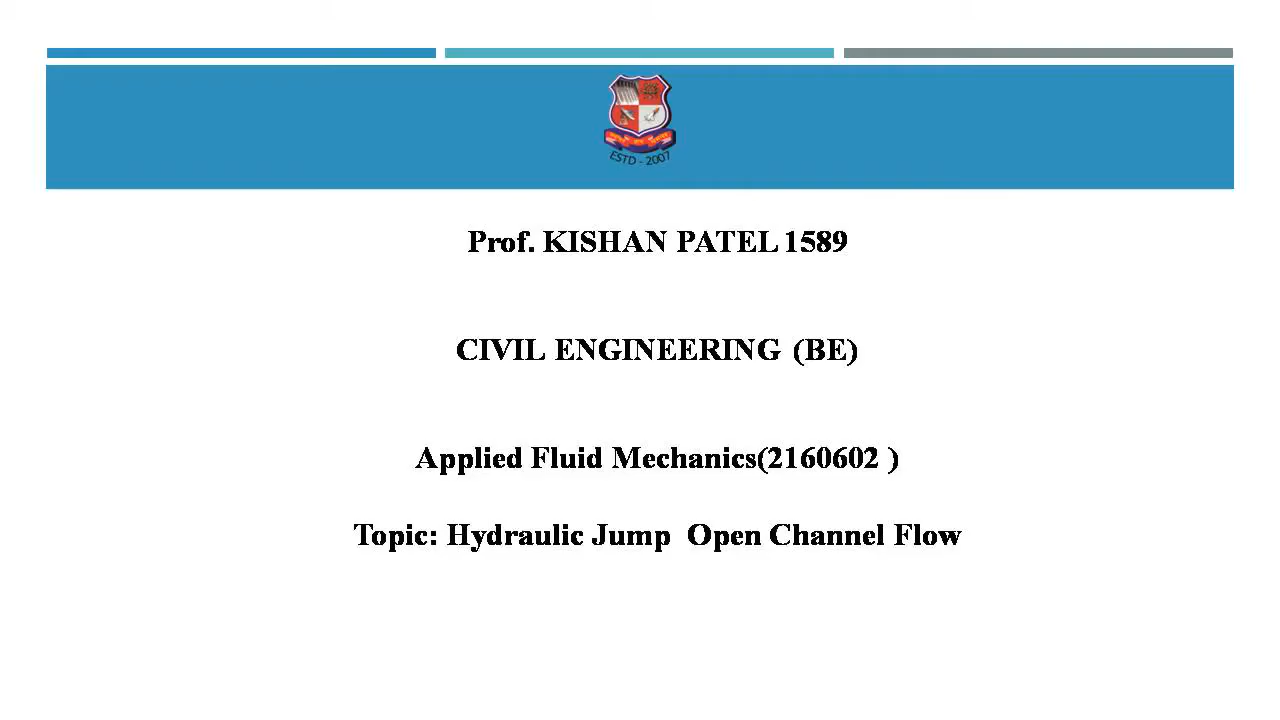 ESTD - 2007
Prof. KISHAN PATEL 1589
CIVIL ENGINEERING (BE)
Applied Fluid Mechanics(2160602 )
Topic: Hydraulic Jump  Open Channel Flow